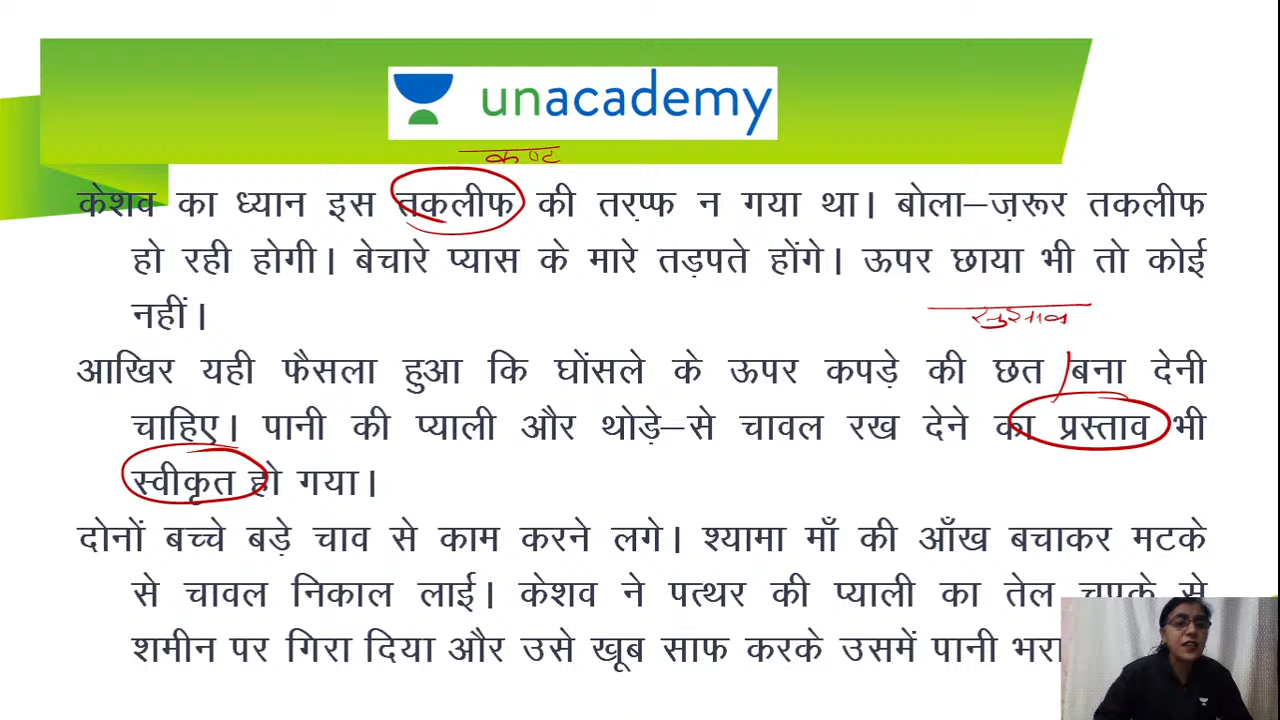 unacademy
कष्ट
केशव का ध्यान इस तकलीफ की तरप्फ न गया था। बोला–ज़रूर तकलीफ
हो रही होगी। बेचारे प्यास के मारे तड़पते होंगे। ऊपर छाया भी तो कोई
नहीं।
सुझाव
आखिर यही फैसला हुआ कि घोंसले के ऊपर कपड़े की छत बना देनी
चाहिए। पानी की प्याली और थोड़े–से चावल रख देने का प्रस्ताव भी
स्वीकृत हो गया।
दोनों बच्चे बड़े चाव से काम करने लगे। श्यामा माँ की आँख बचाकर मटके
से चावल निकाल लाई। केशव ने पत्थर की प्याली का तेल चुपके से
शमीन पर गिरा दिया और उसे खूब साफ करके उसमें पानी भरा